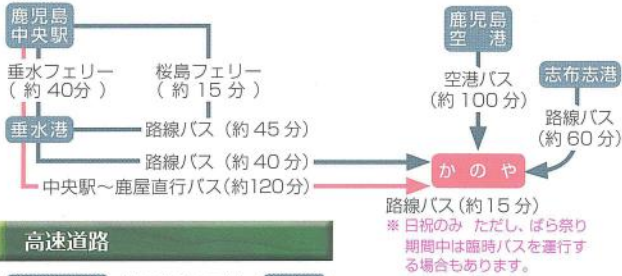 鹿児島
中央駅
垂水フェリー
（約40分）
桜島フェリー
（約15分）
垂水港
路線バス（約45分）
路線バス（約40分）
中央駅～鹿屋直行バス(約120分)
鹿児島
空港
空港バス
(約100分)
志布志港
路線バス
(約60分)
かのや
路線バス(約15分)
※日祝のみ ただし、ばら祭り
期間中は臨時バスを運行す
る場合もあります。
高速道路